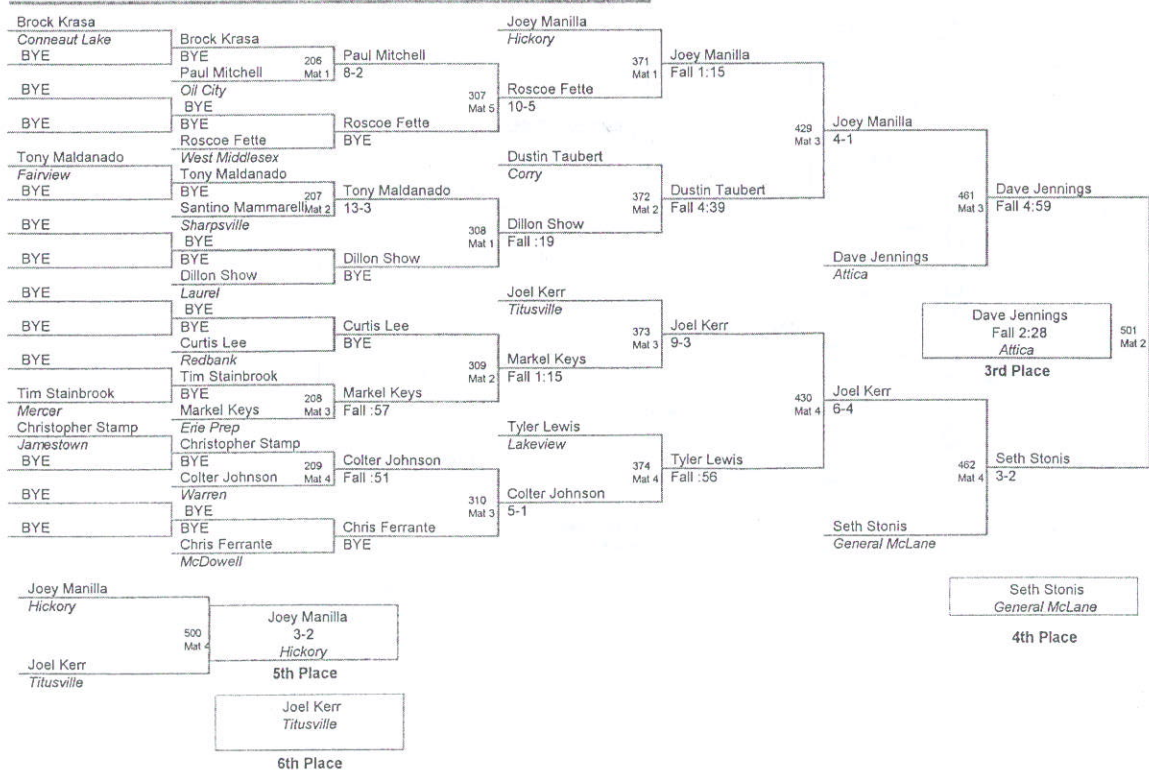 Brock Krasa
Conneaut Lake
BYE
BYE
BYE
Tony Maldanado
Fairview
BYE
BYE
BYE
BYE
BYE
BYE
Tim Stainbrook
Mercer
Christopher Stamp
Jamestown
BYE
BYE
BYE
Brock Krasa
BYE
206
Mat 1
Paul Mitchell
Oil City
BYE
BYE
Roscoe Fette
West Middlesex
Tony Maldanado
BYE
207
Santino Mammarelli
Mat 2
Sharpsville
BYE
BYE
Dillon Show
Laurel
BYE
BYE
Curtis Lee
Redbank
Tim Stainbrook
BYE
208
Markel Keys
Mat 3
Erie Prep
Christopher Stamp
BYE
209
Colter Johnson
Mat 4
Warren
BYE
BYE
Chris Ferrante
McDowell
Paul Mitchell
8-2
307
Mat 5
Roscoe Fette
BYE
Tony Maldanado
13-3
308
Mat 1
Dillon Show
BYE
Curtis Lee
BYE
309
Mat 2
Markel Keys
Fall :57
Colter Johnson
Fall :51
310
Mat 3
Chris Ferrante
BYE
Joey Manilla
Hickory
371
Mat 1
Roscoe Fette
10-5
Dustin Taubert
Corry
372
Mat 2
Dillon Show
Fall :19
Joel Kerr
Titusville
373
Mat 3
Markel Keys
Fall 1:15
Tyler Lewis
Lakeview
374
Mat 4
Colter Johnson
5-1
Joey Manilla
Fall 1:15
429
Mat 3
Dustin Taubert
Fall 4:39
Joel Kerr
9-3
430
Mat 4
Tyler Lewis
Fall :56
Joey Manilla
4-1
461
Mat 3
Dave Jennings
Attica
Joel Kerr
6-4
462
Mat 4
Seth Stonis
General McLane
Dave Jennings
Fall 4:59
Dave Jennings
Fall 2:28
Attica
501
Mat 2
3rd Place
Seth Stonis
3-2
Seth Stonis
General McLane
4th Place
Joey Manilla
Hickory
500
Mat 4
Joel Kerr
Titusville
Joey Manilla
3-2
Hickory
5th Place
Joel Kerr
Titusville
6th Place